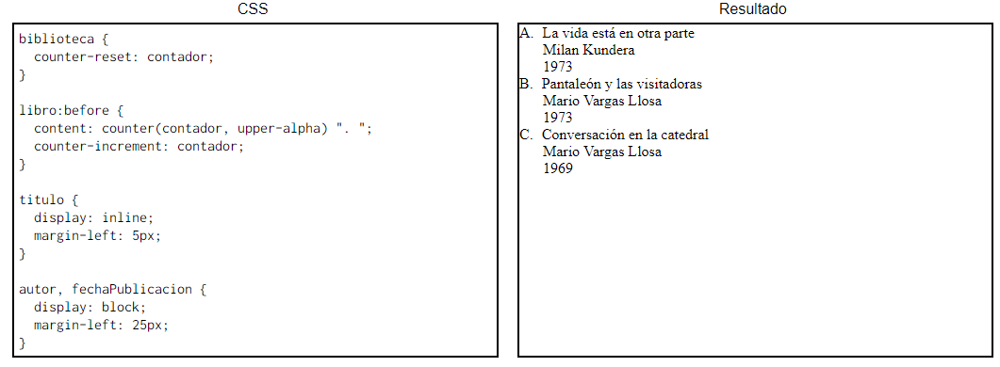 CSS
biblioteca {
  counter-reset: contador;
}
libro:before {
  content: counter(contador, upper-alpha) ". ";
  counter-increment: contador;
}
titulo {
  display: inline;
  margin-left: 5px;
}
autor, fechaPublicacion {
  display: block;
  margin-left: 25px;
}
Resultado
A. La vida está en otra parte
Milan Kundera
1973
B. Pantaleón y las visitadoras
Mario Vargas Llosa
1973
C. Conversación en la catedral
Mario Vargas Llosa
1969